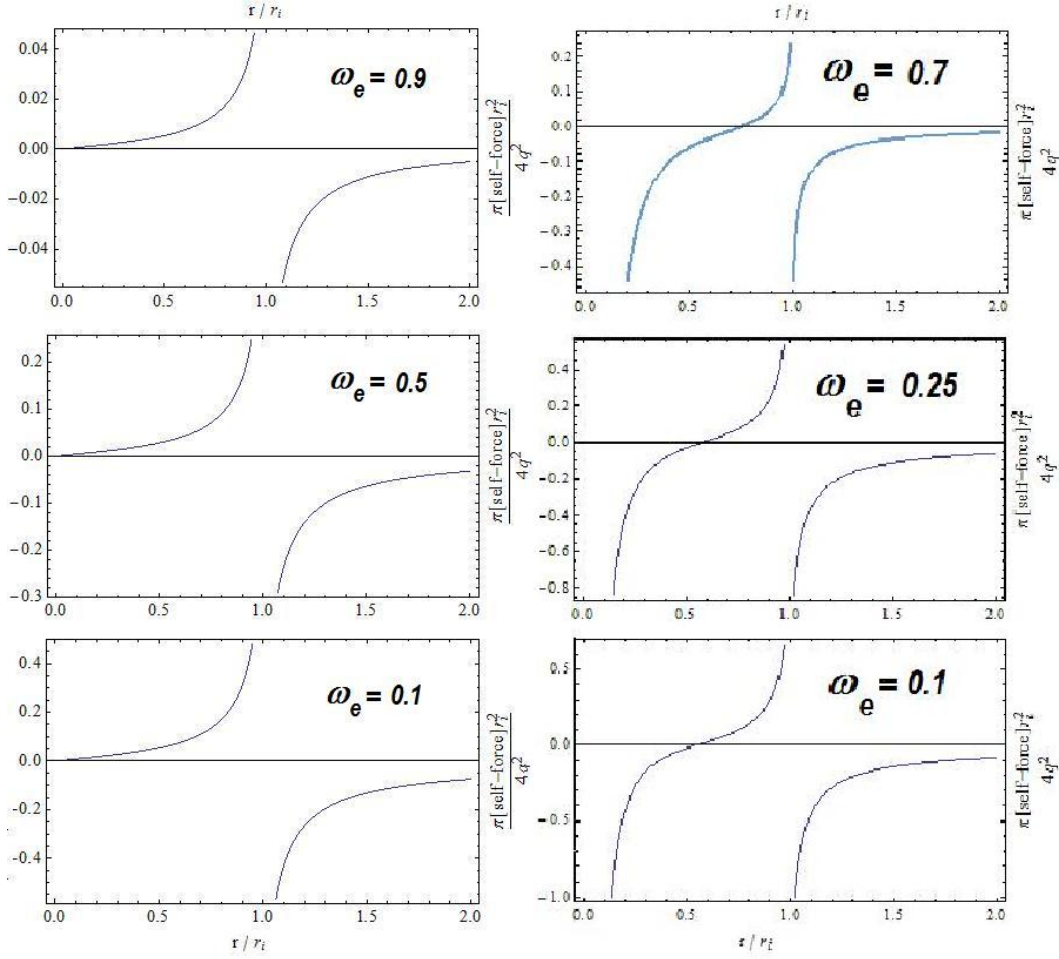 r / r_i
r / r_i
0.04
0.02
0.00
−0.02
−0.04
ω_e = 0.9
0.0 0.5 1.0 1.5 2.0
π[self−force]r_i^2
4q^2
0.2
0.1
0.0
−0.1
−0.2
−0.3
−0.4
ω_e = 0.7
0.0 0.5 1.0 1.5 2.0
π[self−force]r_i^2
4q^2
0.2
0.1
0.0
−0.1
−0.2
−0.3
ω_e = 0.5
0.0 0.5 1.0 1.5 2.0
π[self−force]r_i^2
4q^2
0.4
0.2
0.0
−0.2
−0.4
−0.6
−0.8
ω_e = 0.25
0.0 0.5 1.0 1.5 2.0
π[self−force]r_i^2
4q^2
0.4
0.2
0.0
−0.2
−0.4
ω_e = 0.1
0.0 0.5 1.0 1.5 2.0
r / r_i
π[self−force]r_i^2
4q^2
0.5
0.0
−0.5
−1.0
ω_e = 0.1
0.0 0.5 1.0 1.5 2.0
r / r_i
π[self−force]r_i^2
4q^2